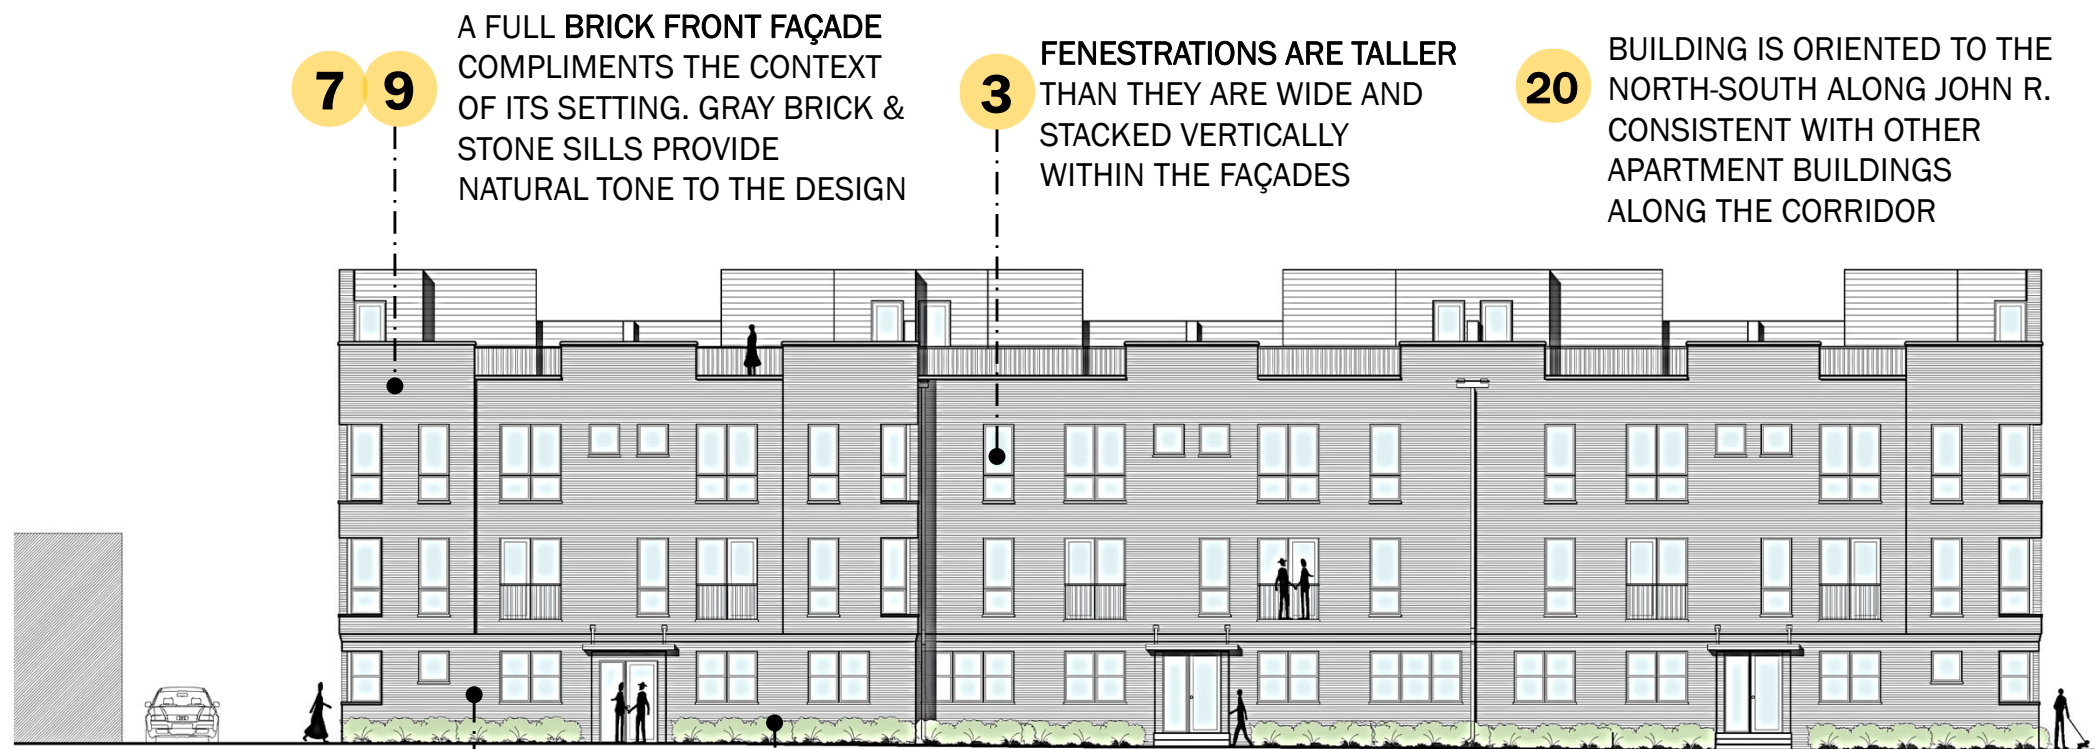 7 9
A FULL BRICK FRONT FAÇADE
COMPLIMENTS THE CONTEXT
OF ITS SETTING. GRAY BRICK &
STONE SILLS PROVIDE
NATURAL TONE TO THE DESIGN
3
FENESTRATIONS ARE TALLER
THAN THEY ARE WIDE AND
STACKED VERTICALLY
WITHIN THE FAÇADES
20
BUILDING IS ORIENTED TO THE
NORTH-SOUTH ALONG JOHN R.
CONSISTENT WITH OTHER
APARTMENT BUILDINGS
ALONG THE CORRIDOR